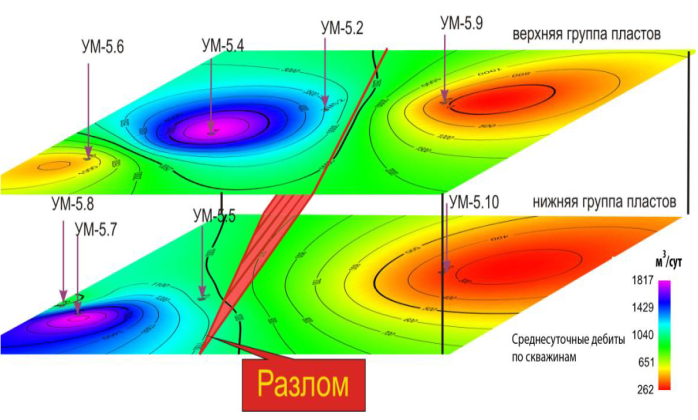 УМ-5.9
УМ-5.2
верхняя группа пластов
УМ-5.6
УМ-5.4
УМ-5.8
УМ-5.10
нижняя группа пластов
УМ-5.5
УМ-5.7
м³/сут
1817
1429
1040
651
262
Среднесуточные дебиты
по скважинам
Разлом